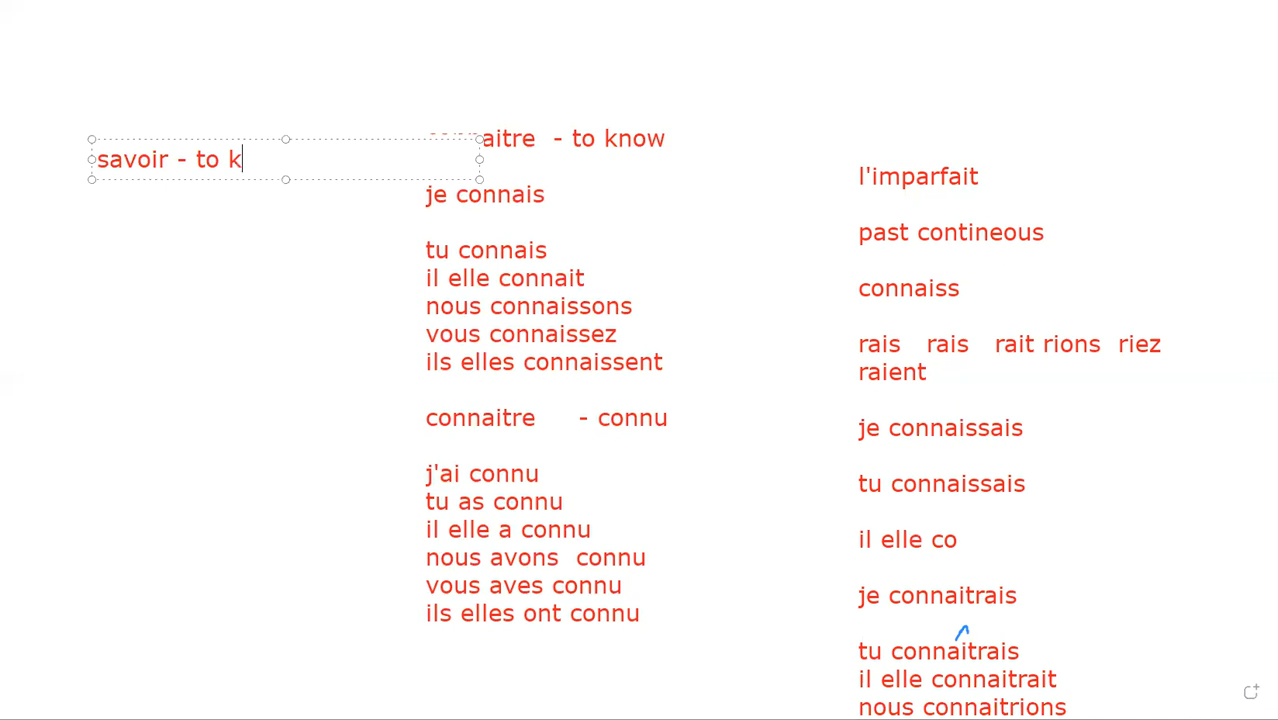 savoir - to k
aitre - to know
je connais
tu connais
il elle connait
nous connaissons
vous connaissez
ils elles connaissent
connaitre - connu
j'ai connu
tu as connu
il elle a connu
nous avons connu
vous aves connu
ils elles ont connu
l'imparfait
past contineous
connaiss
rais rais rait rions riez
raient
je connaissais
tu connaissais
il elle co
je connaitrais
tu connaitrais
il elle connaitrait
nous connaitrions